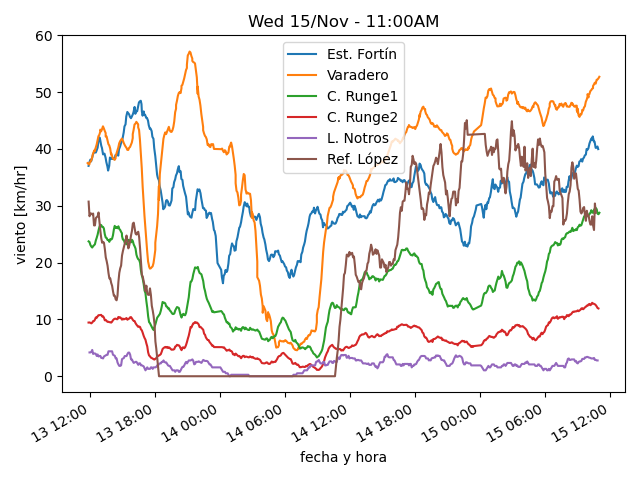 Wed 15/Nov - 11:00AM
Est. Fortín
Varadero
C. Runge1
C. Runge2
L. Notros
Ref. López
viento [km/hr]
60
50
40
30
20
10
0
13 12:00
13 18:00
14 00:00
14 06:00
14 12:00
14 18:00
15 00:00
15 06:00
15 12:00
fecha y hora